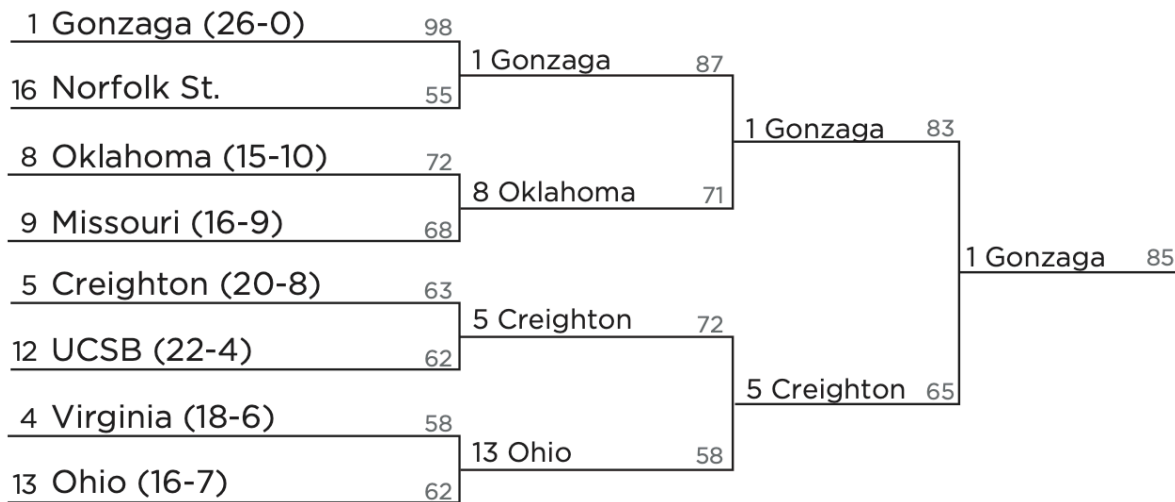 1 Gonzaga (26-0) 98
16 Norfolk St. 55
8 Oklahoma (15-10) 72
9 Missouri (16-9) 68
5 Creighton (20-8) 63
12 UCSB (22-4) 62
4 Virginia (18-6) 58
13 Ohio (16-7) 62
1 Gonzaga 87
8 Oklahoma 71
5 Creighton 72
13 Ohio 58
1 Gonzaga 83
5 Creighton 65
1 Gonzaga 85